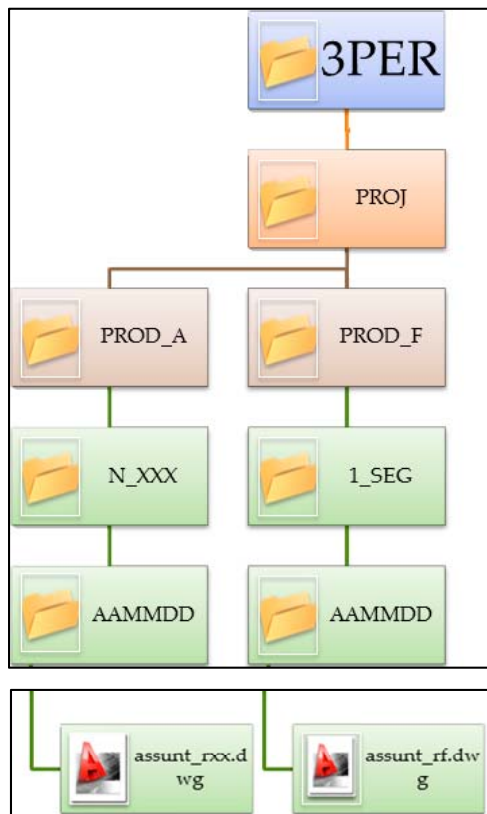 3PER
PROJ
PROD_A
PROD_F
N_XXX
1_SEG
AAMMDD
AAMMDD
assunt_rxx.d
wg
assunt_rf.dw
g